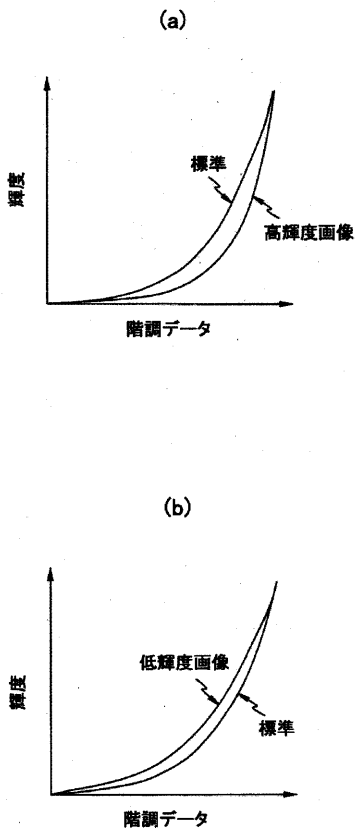 (a)
標準
高輝度画像
輝度
階調データ
(b)
低輝度画像
標準
輝度
階調データ